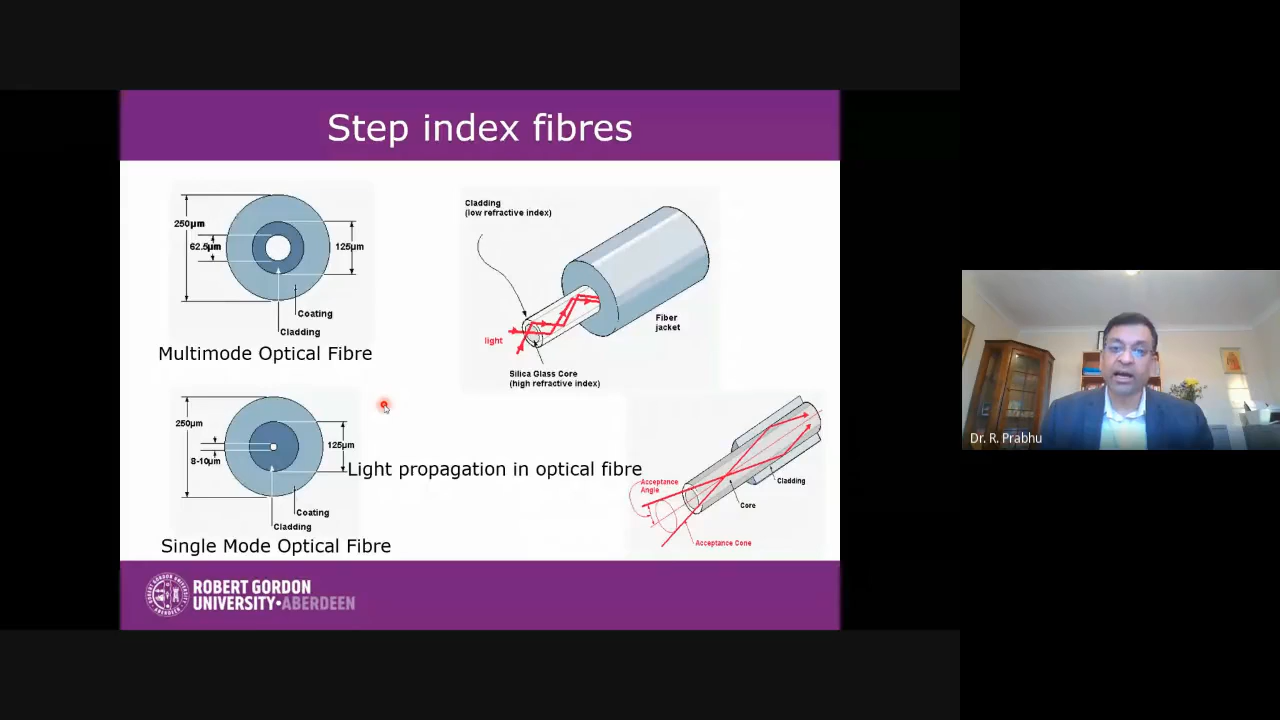 Step index fibres
250µm
62.5µm
125µm
Coating
Cladding
Multimode Optical Fibre
Cladding
(low refractive index)
light
Fiber
jacket
Silica Glass Core
(high refractive index)
250µm
8-10µm
125µm
Coating
Cladding
Single Mode Optical Fibre
Light propagation in optical fibre
Acceptance
Angle
Cladding
Core
Acceptance Cone
ROBERT GORDON
UNIVERSITY•ABERDEEN
Dr. R. Prabhu